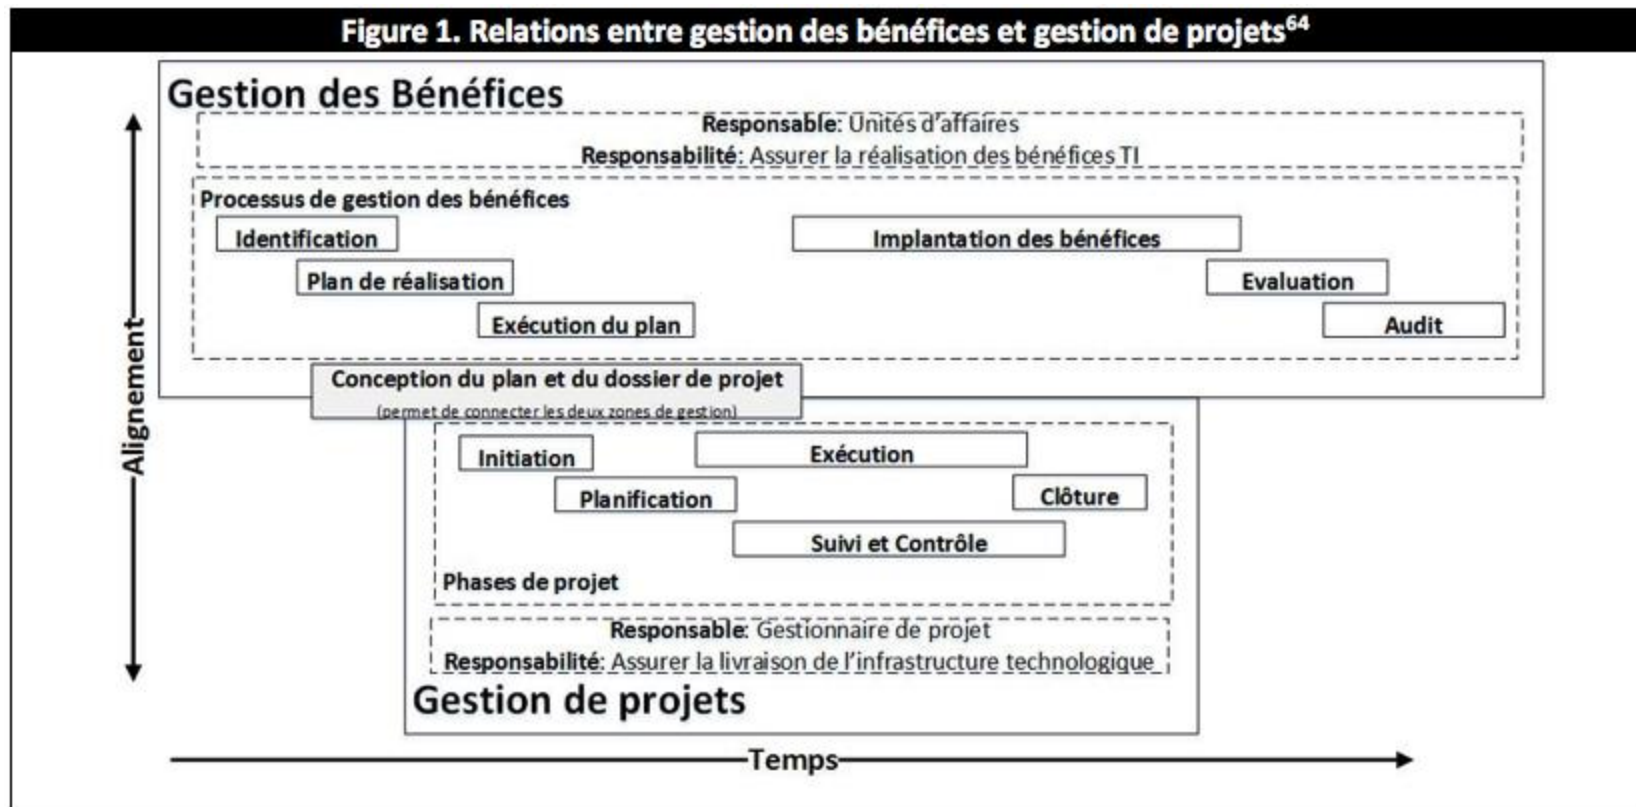 Figure 1. Relations entre gestion des bénéfices et gestion de projets64
Gestion des Bénéfices
Responsable: Unités d'affaires
Responsabilité: Assurer la réalisation des bénéfices TI
Processus de gestion des bénéfices
Identification
Implantation des bénéfices
Plan de réalisation
Evaluation
Exécution du plan
Audit
Alignement
Conception du plan et du dossier de projet
(permet de connecter les deux zones de gestion)
Initiation
Exécution
Planification
Clôture
Suivi et Contrôle
Phases de projet
Responsable: Gestionnaire de projet
Responsabilité: Assurer la livraison de l'infrastructure technologique
Gestion de projets
Temps